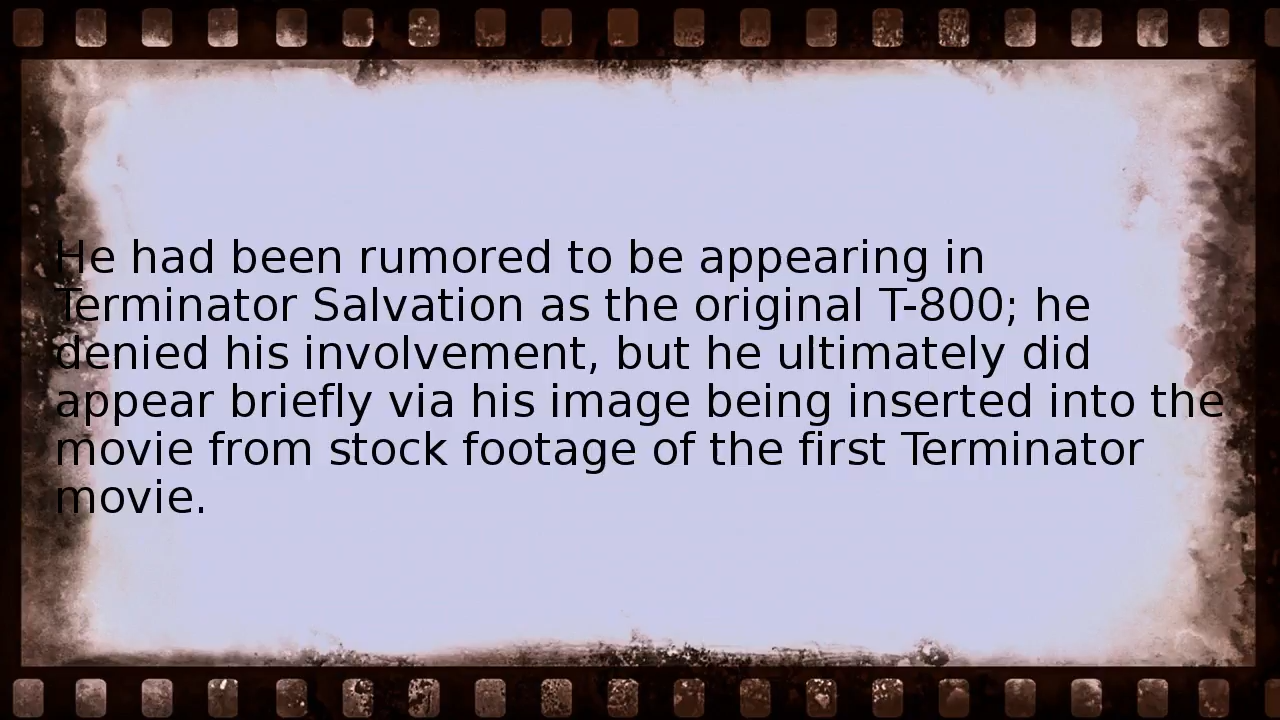 He had been rumored to be appearing in
Terminator Salvation as the original T-800; he
denied his involvement, but he ultimately did
appear briefly via his image being inserted into the
movie from stock footage of the first Terminator
movie.